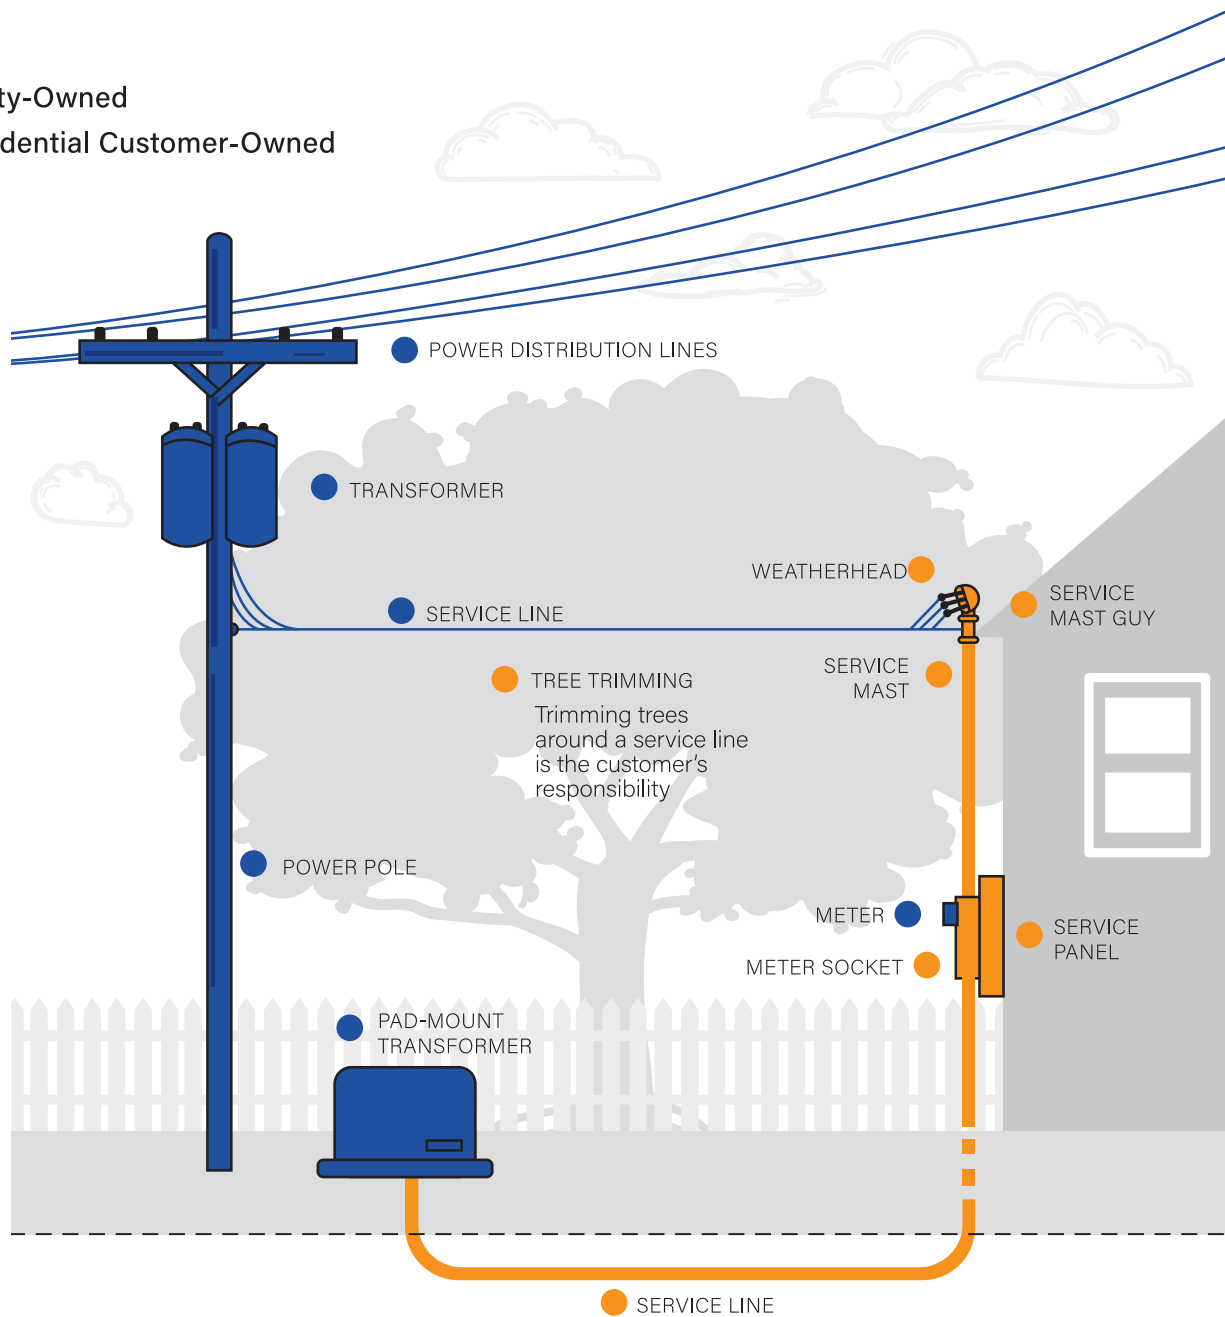 ty-Owned
dential Customer-Owned
POWER DISTRIBUTION LINES
TRANSFORMER
WEATHERHEAD
SERVICE
MAST GUY
SERVICE LINE
SERVICE
MAST
TREE TRIMMING
Trimming trees
around a service line
is the customer's
responsibility
POWER POLE
METER
SERVICE
PANEL
METER SOCKET
PAD-MOUNT
TRANSFORMER
SERVICE LINE